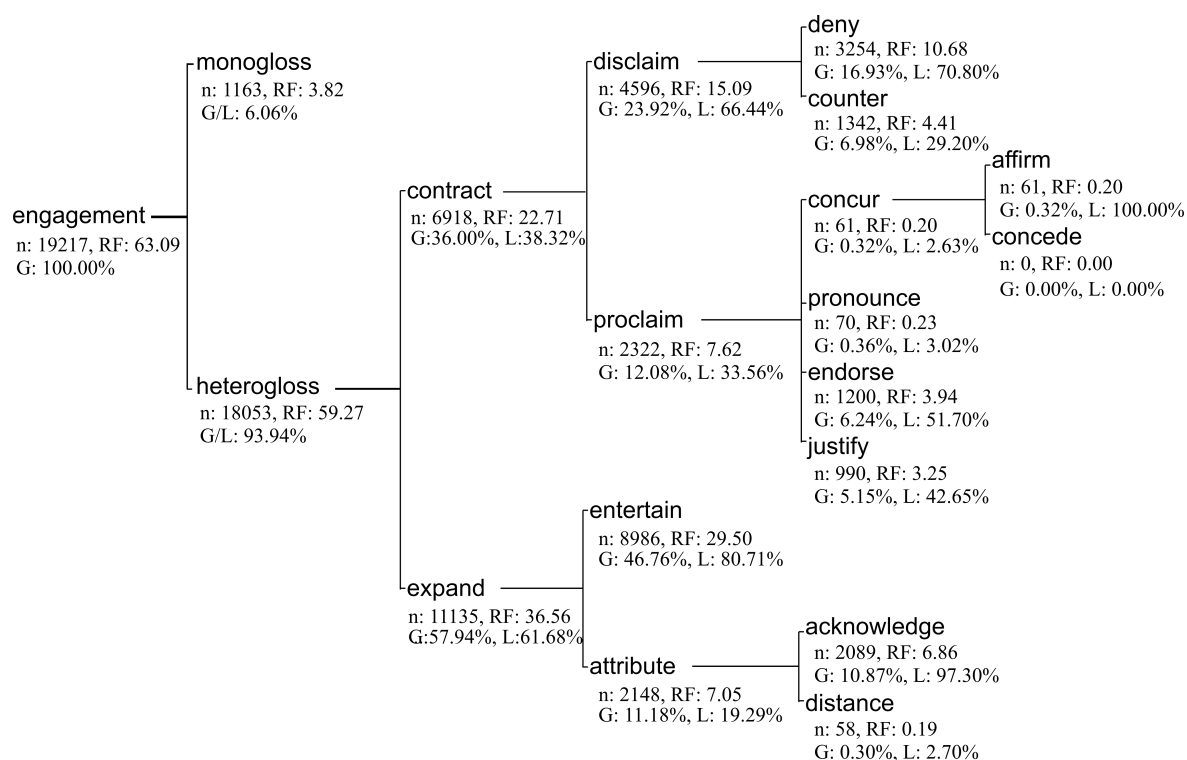 engagement
n: 19217, RF: 63.09
G: 100.00%
monogloss
n: 1163, RF: 3.82
G/L: 6.06%
heterogloss
n: 18053, RF: 59.27
G/L: 93.94%
contract
n: 6918, RF: 22.71
G:36.00%, L:38.32%
disclaim
n: 4596, RF: 15.09
G: 23.92%, L: 66.44%
deny
n: 3254, RF: 10.68
G: 16.93%, L: 70.80%
counter
n: 1342, RF: 4.41
G: 6.98%, L: 29.20%
proclaim
n: 2322, RF: 7.62
G: 12.08%, L: 33.56%
concur
n: 61, RF: 0.20
G: 0.32%, L: 2.63%
affirm
n: 61, RF: 0.20
G: 0.32%, L: 100.00%
concede
n: 0, RF: 0.00
G: 0.00%, L: 0.00%
pronounce
n: 70, RF: 0.23
G: 0.36%, L: 3.02%
endorse
n: 1200, RF: 3.94
G: 6.24%, L: 51.70%
justify
n: 990, RF: 3.25
G: 5.15%, L: 42.65%
expand
n: 11135, RF: 36.56
G:57.94%, L:61.68%
entertain
n: 8986, RF: 29.50
G: 46.76%, L: 80.71%
attribute
n: 2148, RF: 7.05
G: 11.18%, L: 19.29%
acknowledge
n: 2089, RF: 6.86
G: 10.87%, L: 97.30%
distance
n: 58, RF: 0.19
G: 0.30%, L: 2.70%